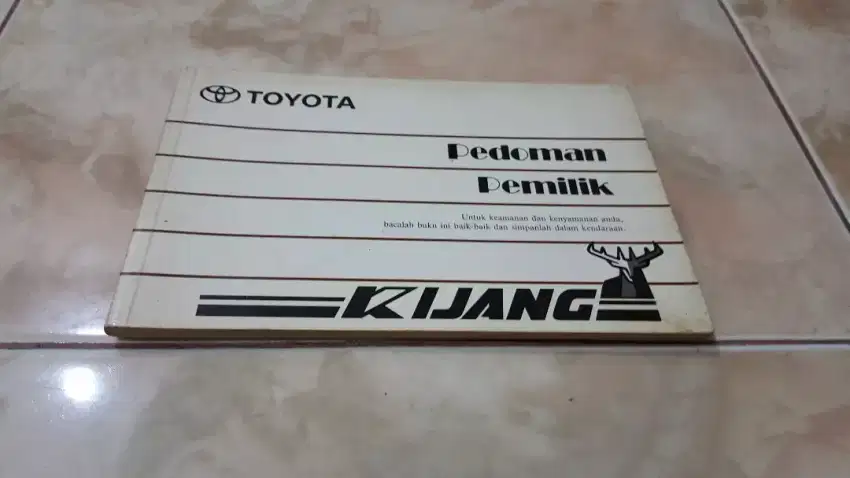 TOYOTA
Pedoman
Pemilik
Untuk keamanan dan kenyamanan anda,
bacalah buku ini baik-baik dan simpanlah dalam kendaraan.
KIJANG